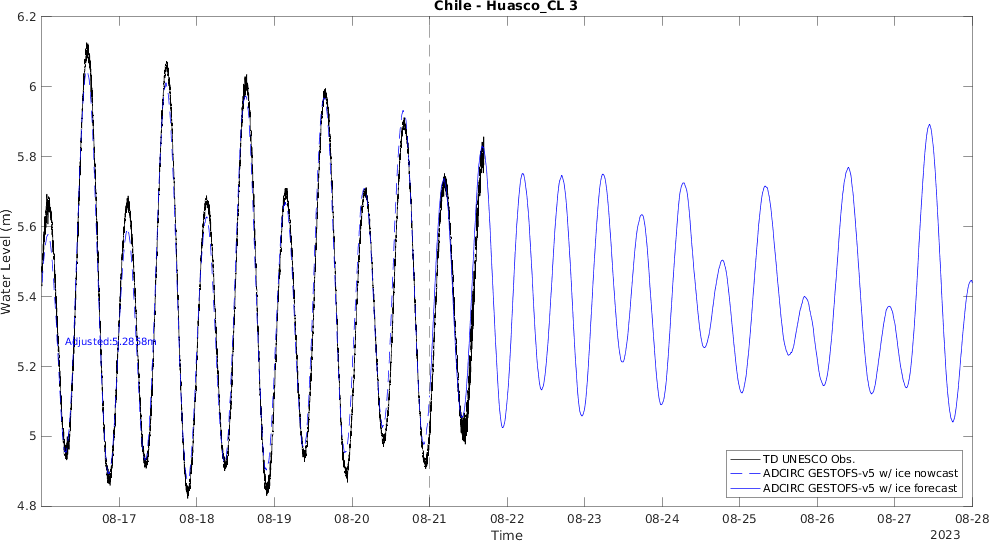 Chile - Huasco_CL 3
6.2
6
5.8
5.6
5.4
5.2
5
4.8
Water Level (m)
Adjusted:5.2858m
TD UNESCO Obs.
ADCIRC GESTOFS-v5 w/ ice nowcast
ADCIRC GESTOFS-v5 w/ ice forecast
08-17 08-18 08-19 08-20 08-21 08-22 08-23 08-24 08-25 08-26 08-27 08-28
Time
2023